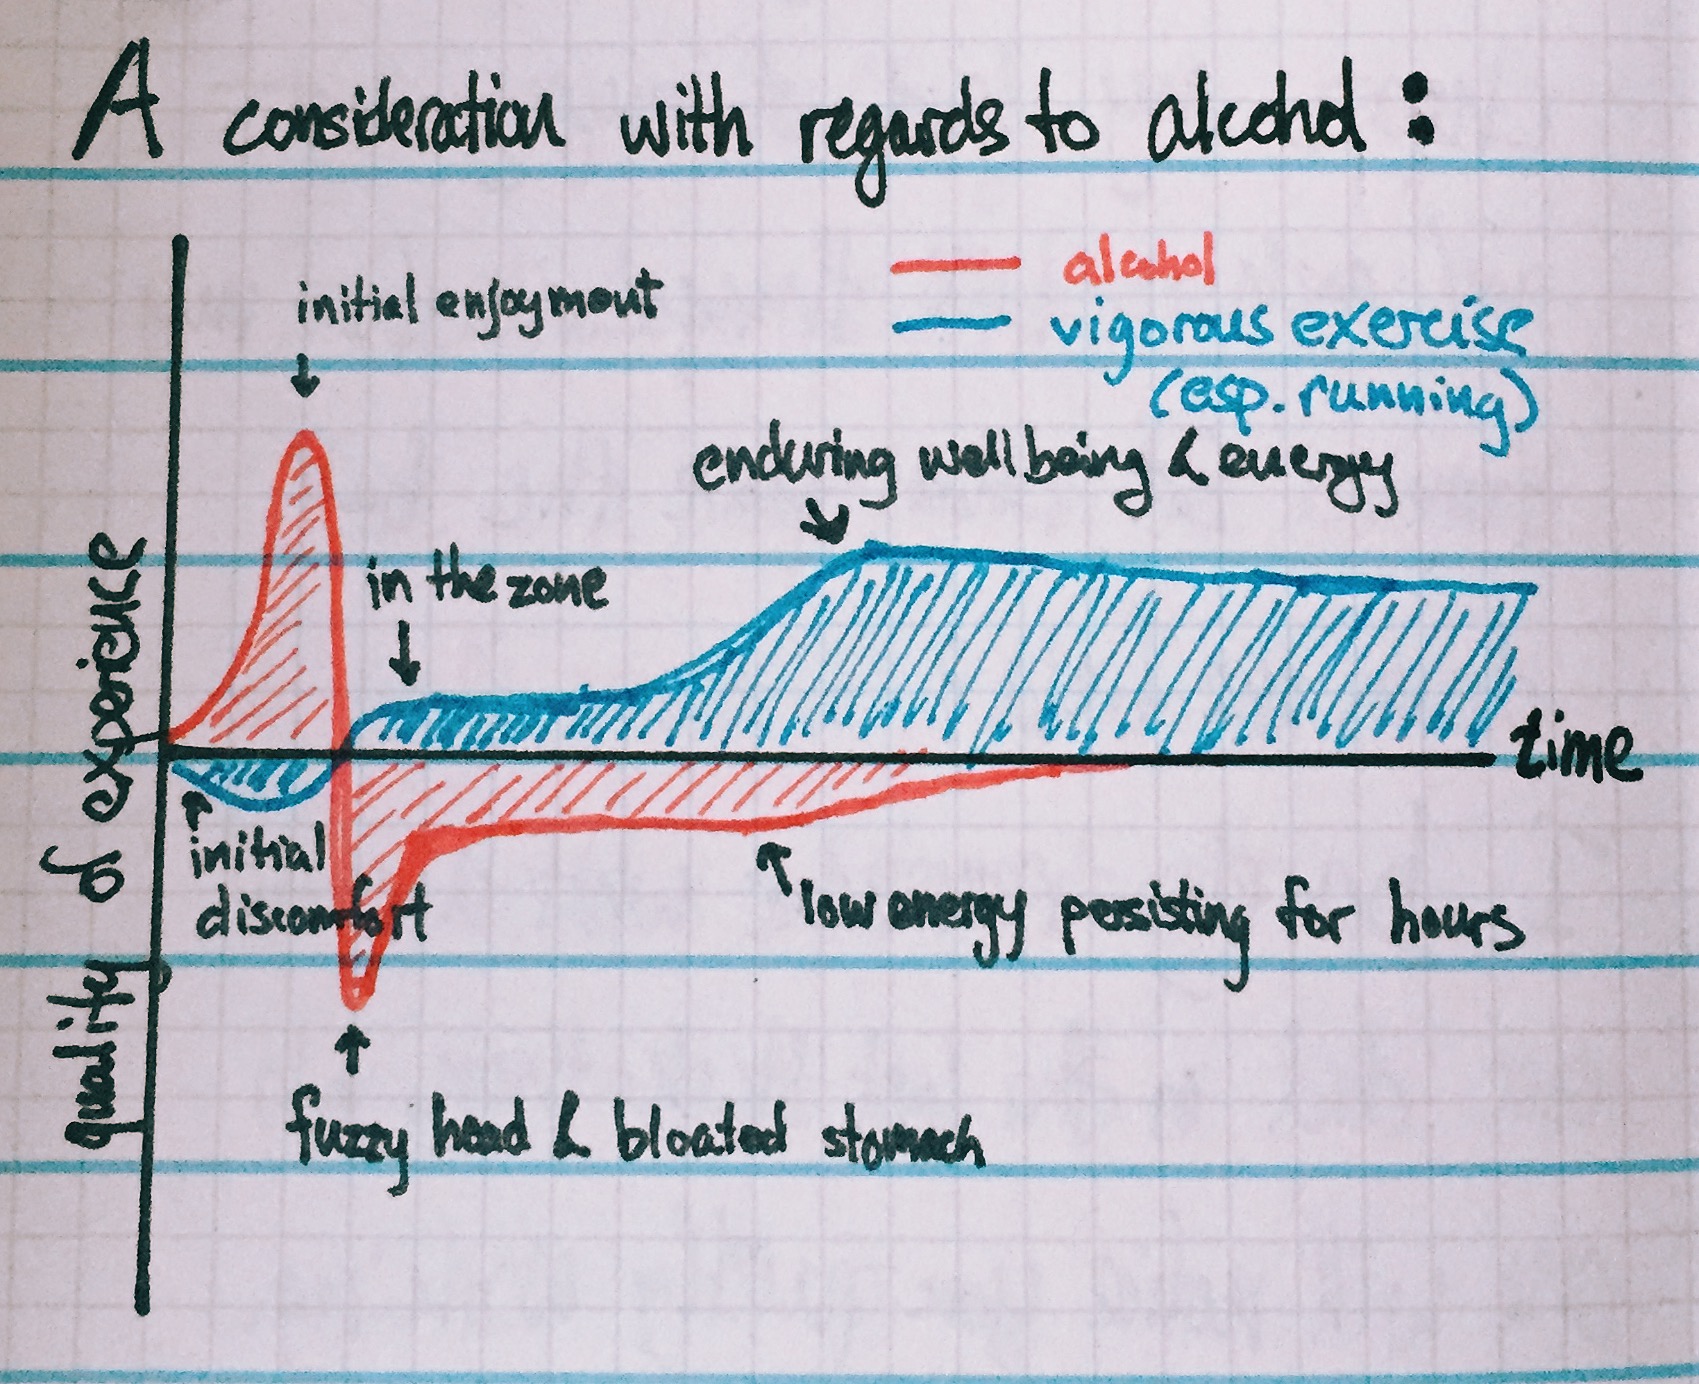 A consideration with regards to alcohol :
alcohol
initial enjoyment
vigorous exercise
(esp. running)
enduring wellbeing & energy
in the zone
quality of experience
time
initial
discomfort
low energy persisting for hours
fuzzy head & bloated stomach